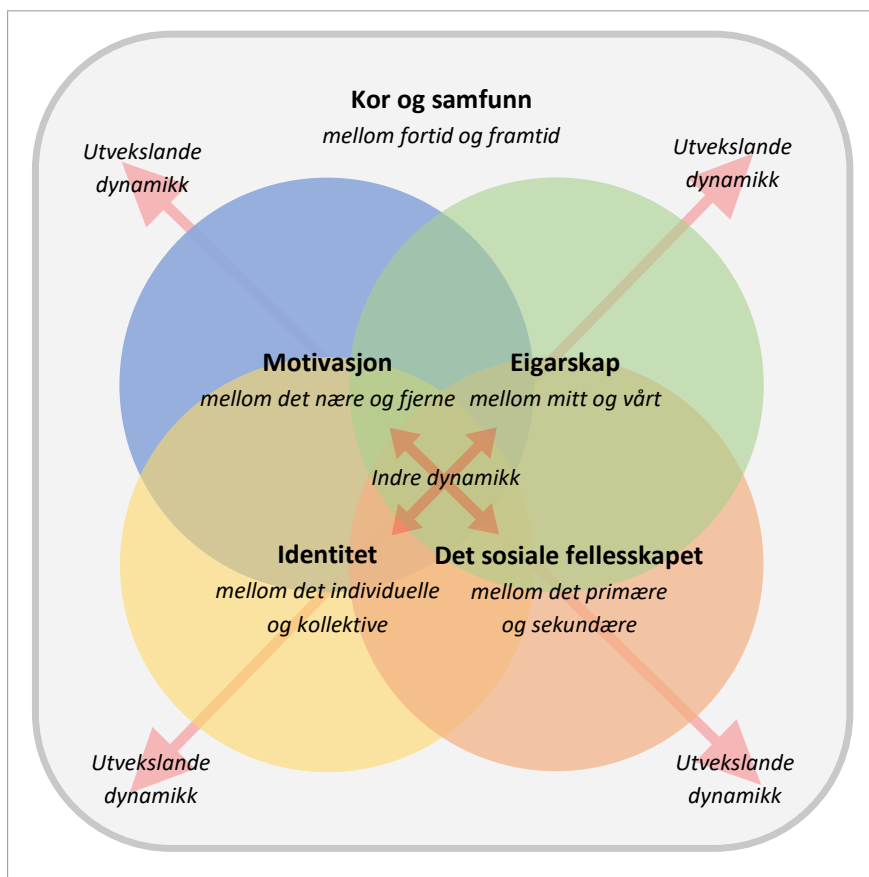 Kor og samfunn
mellom fortid og framtid
Utvekslande
dynamikk
Utvekslande
dynamikk
Motivasjon
mellom det nære og fjerne
Eigarskap
mellom mitt og vårt
Indre dynamikk
Identitet
mellom det individuelle
og kollektive
Det sosiale fellesskapet
mellom det primære
og sekundære
Utvekslande
dynamikk
Utvekslande
dynamikk